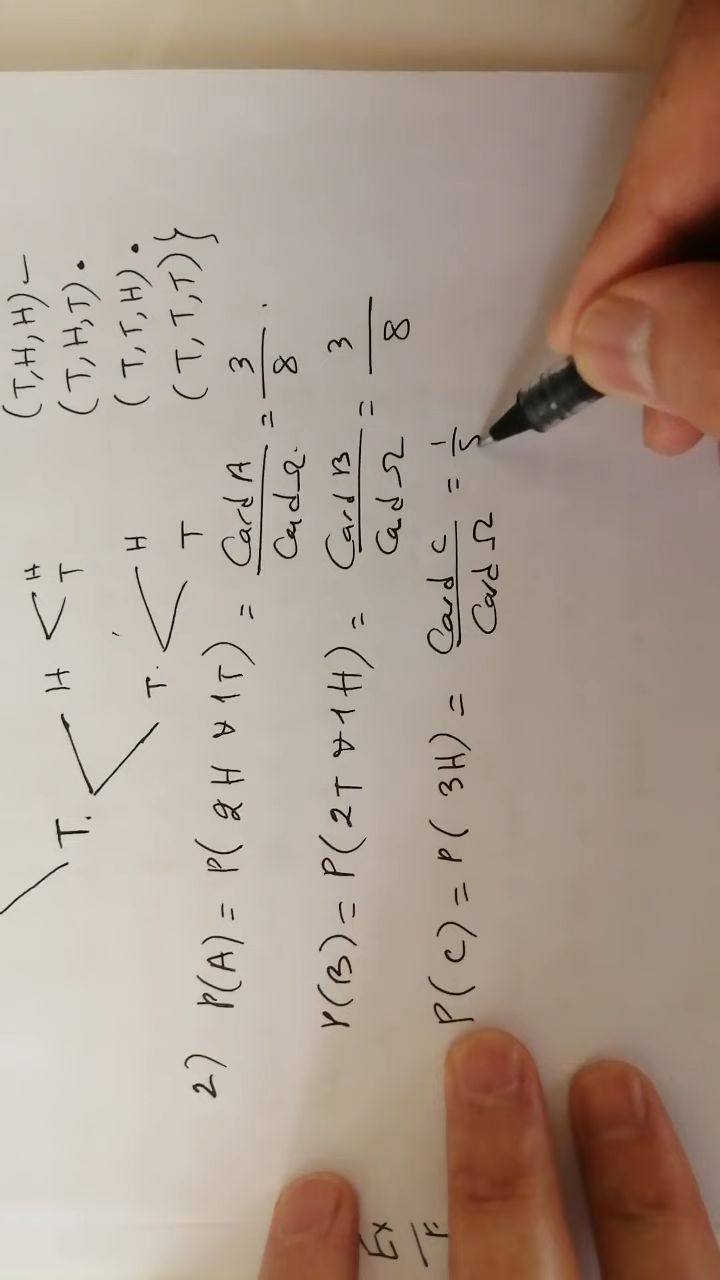 (T, H, H) –
H
H
T
(T, H, T) .
T.
T.
H
(T, T, H) .
T
(T, T, T) }
2) P(A) = P( 2H ∀ 1T) = Card A / Card Ω = 3 / 8 .
P(B) = P( 2T ∀ 1H) = Card B / Card Ω = 3 / 8
P( C) = P( 3H) = Card C / Card Ω = 1 /
Ex